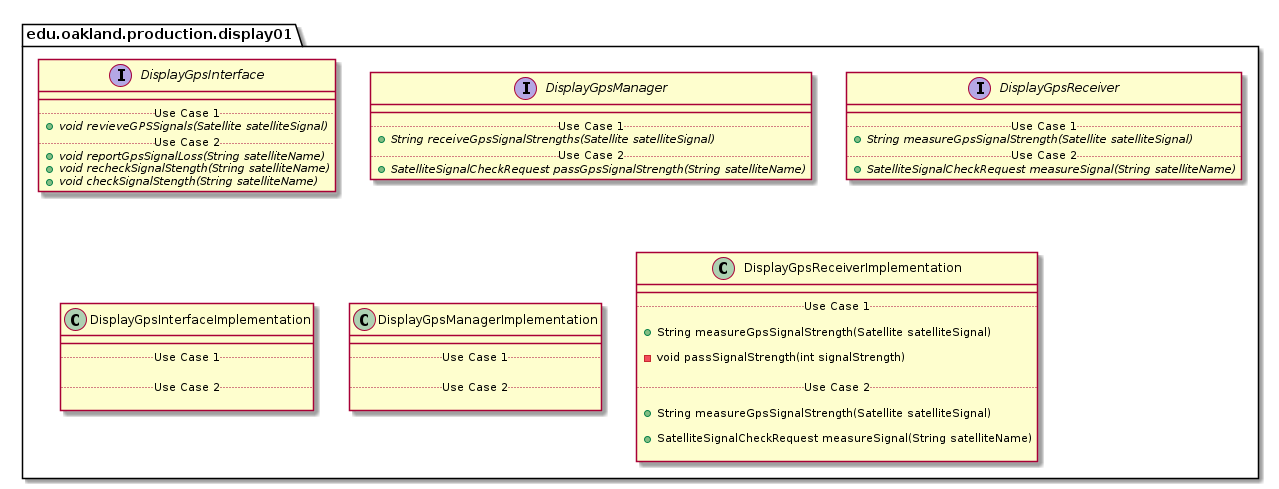 edu.oakland.production.display01
I DisplayGpsInterface
Use Case 1
void revieveGPSSignals(Satellite satelliteSignal)
Use Case 2
void reportGpsSignalLoss(String satelliteName)
void recheckSignalStength(String satelliteName)
void checkSignalStength(String satelliteName)
I DisplayGpsManager
Use Case 1
String receiveGpsSignalStrengths(Satellite satelliteSignal)
Use Case 2
SatelliteSignalCheckRequest passGpsSignalStrength(String satelliteName)
I DisplayGpsReceiver
Use Case 1
String measureGpsSignalStrength(Satellite satelliteSignal)
Use Case 2
SatelliteSignalCheckRequest measureSignal(String satelliteName)
C DisplayGpsInterfaceImplementation
Use Case 1
Use Case 2
C DisplayGpsManagerImplementation
Use Case 1
Use Case 2
C DisplayGpsReceiverImplementation
Use Case 1
String measureGpsSignalStrength(Satellite satelliteSignal)
void passSignalStrength(int signalStrength)
Use Case 2
String measureGpsSignalStrength(Satellite satelliteSignal)
SatelliteSignalCheckRequest measureSignal(String satelliteName)